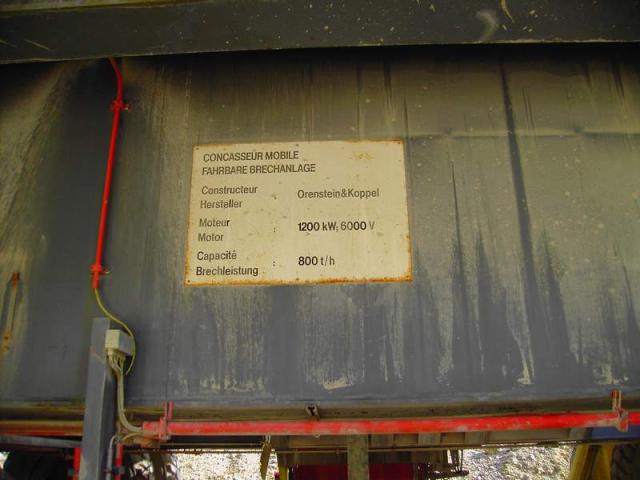 CONCASSEUR MOBILE
FAHRBARE BRECHANLAGE
Constructeur
Hersteller : Orenstein&Koppel
Moteur
Motor : 1200 kW, 6000 V
Capacité
Brechleistung : 800 t/h